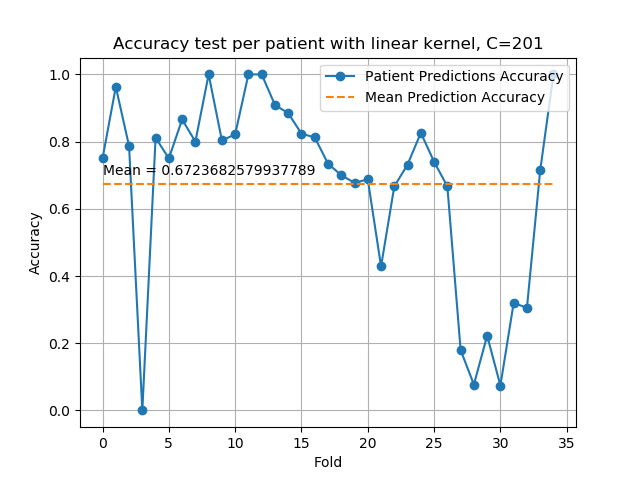 Accuracy test per patient with linear kernel, C=201
Patient Predictions Accuracy
Mean Prediction Accuracy
Mean = 0.6723682579937789
Accuracy
1.0
0.8
0.6
0.4
0.2
0.0
0 5 10 15 20 25 30 35
Fold